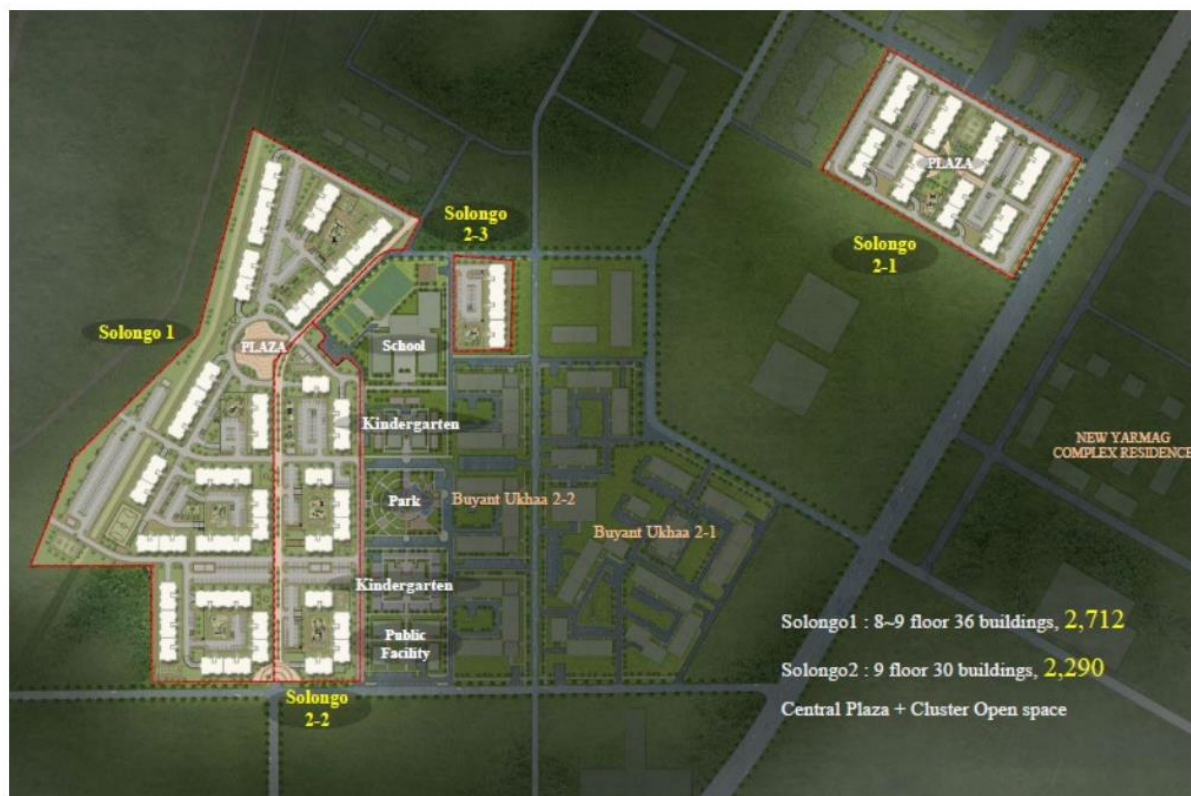 PLAZA
Solongo
2-3
Solongo
2-1
Solongo 1
PLAZA
School
Kindergarten
NEW YARMAG
COMPLEX RESIDENCE
Park
Buyant Ukhaa 2-2
Buyant Ukhaa 2-1
Kindergarten
Public
Facility
Solongo
2-2
Solongo1 : 8~9 floor 36 buildings, 2,712
Solongo2 : 9 floor 30 buildings, 2,290
Central Plaza + Cluster Open space